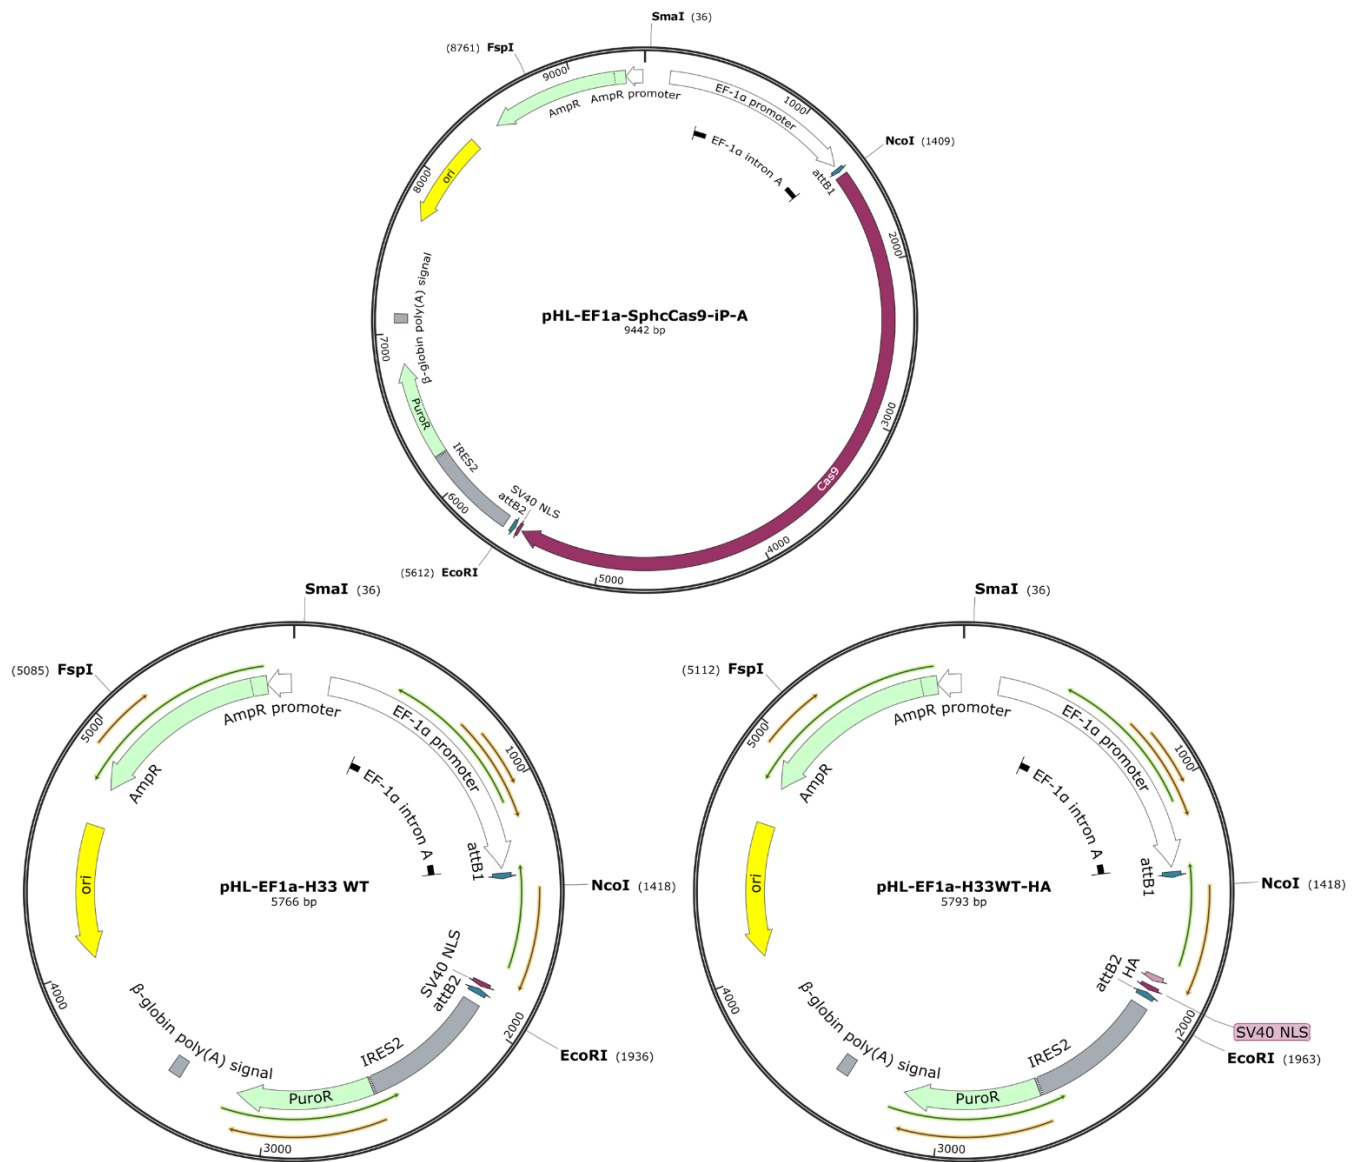 SmaI (36)
(8761) FspI
9000
AmpR promoter
AmpR
EF-1α promoter
1000
EF-1α intron A
NcoI (1409)
attB1
8000
ori
2000
β-globin poly(A) signal
pHL-EF1a-SphcCas9-iP-A
9442 bp
7000
PuroR
3000
IRES2
Cas9
6000
SV40 NLS
attB2
4000
(5612) EcoRI
5000
SmaI (36)
(5085) FspI
5000
AmpR promoter
AmpR
EF-1α promoter
1000
EF-1α intron A
attB1
ori
pHL-EF1a-H33 WT
5766 bp
NcoI (1418)
SV40 NLS
attB2
4000
β-globin poly(A) signal
IRES2
2000
EcoRI (1936)
PuroR
3000
SmaI (36)
(5112) FspI
5000
AmpR promoter
AmpR
EF-1α promoter
1000
EF-1α intron A
attB1
ori
pHL-EF1a-H33WT-HA
5793 bp
NcoI (1418)
attB2
HA
4000
β-globin poly(A) signal
IRES2
2000
SV40 NLS
EcoRI (1963)
PuroR
3000